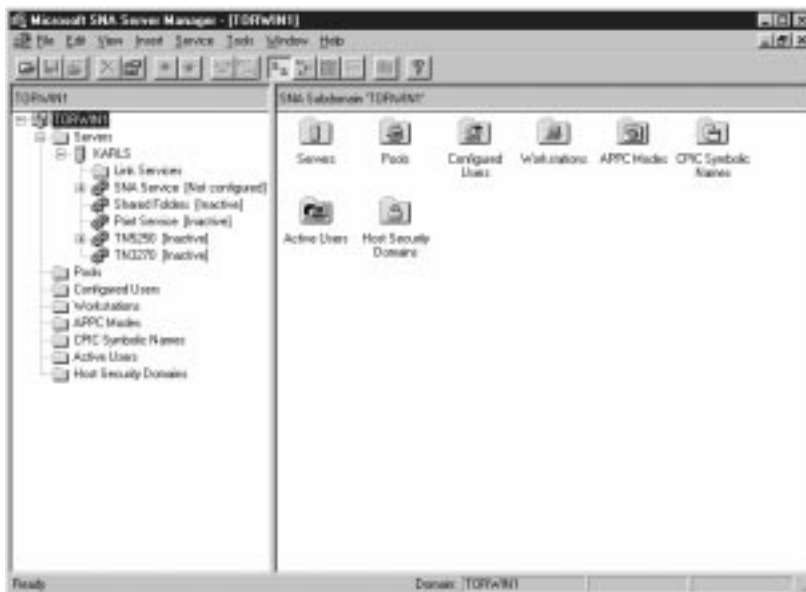 Microsoft SNA Server Manager - [TORWIN1]
File Edit View Insert Service Tools Window Help
TORWIN1
SNA Subdomain "TORWIN1"
TORWIN1
Servers
KARLS
Link Services
SNA Service [Not configured]
Shared Folders [Inactive]
Print Service [Inactive]
TN5250 [Inactive]
TN3270 [Inactive]
Pools
Configured Users
Workstations
APPC Modes
CPIC Symbolic Names
Active Users
Host Security Domains
Servers
Pools
Configured Users
Workstations
APPC Modes
CPIC Symbolic Names
Active Users
Host Security Domains
Ready
Domain: TORWIN1